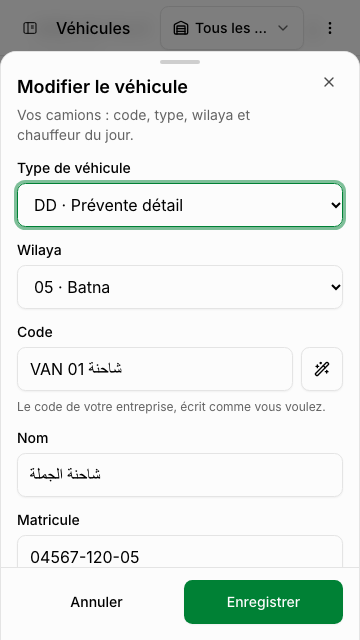 Véhicules
Tous les ...
Modifier le véhicule
Vos camions : code, type, wilaya et
chauffeur du jour.
Type de véhicule
DD · Prévente détail
Wilaya
05 · Batna
Code
VAN 01 شاحنة
Le code de votre entreprise, écrit comme vous voulez.
Nom
شاحنة الجملة
Matricule
04567-120-05
Annuler
Enregistrer